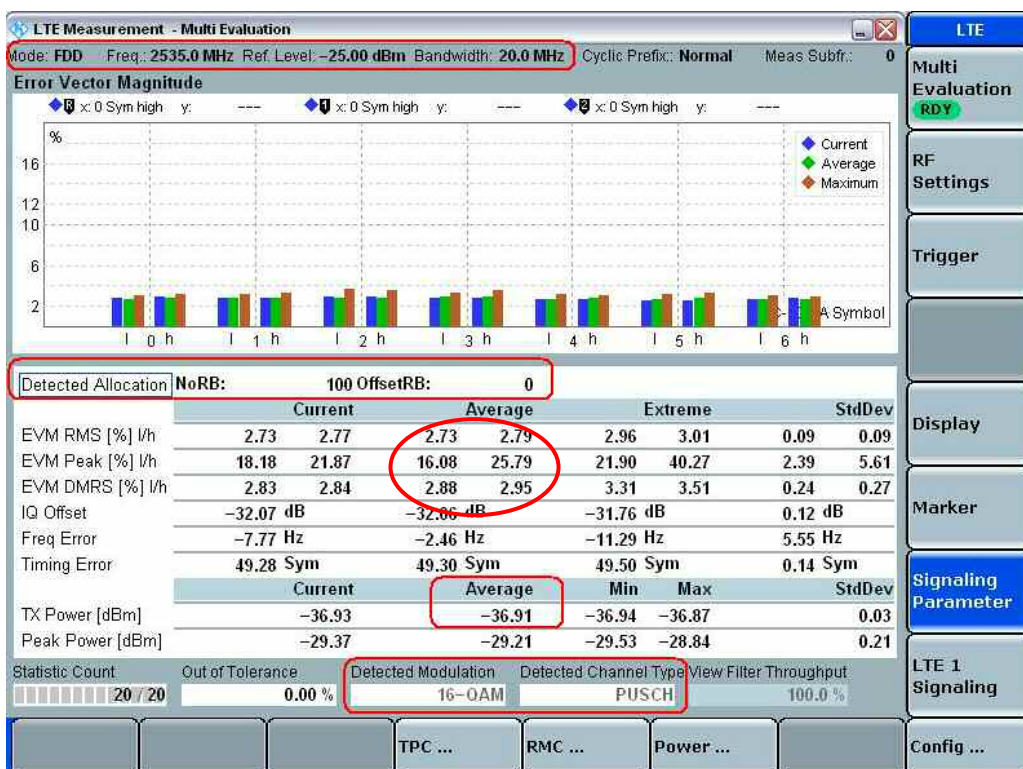 LTE Measurement - Multi Evaluation
Mode: FDD Freq.: 2535.0 MHz Ref. Level: -25.00 dBm Bandwidth: 20.0 MHz Cyclic Prefix.: Normal Meas Subfr.: 0
Error Vector Magnitude
R x: 0 Sym high y: --- 1 x: 0 Sym high y: --- 2 x: 0 Sym high y: ---
%
Current
Average
Maximum
16
12
10
6
2
A Symbol
l 0 h l 1 h l 2 h l 3 h l 4 h l 5 h l 6 h
Detected Allocation NoRB: 100 OffsetRB: 0
Current Average Extreme StdDev
EVM RMS [%] l/h 2.73 2.77 2.73 2.79 2.96 3.01 0.09 0.09
EVM Peak [%] l/h 18.18 21.87 16.08 25.79 21.90 40.27 2.39 5.61
EVM DMRS [%] l/h 2.83 2.84 2.88 2.95 3.31 3.51 0.24 0.27
IQ Offset -32.07 dB -32.06 dB -31.76 dB 0.12 dB
Freq Error -7.77 Hz -2.46 Hz -11.29 Hz 5.55 Hz
Timing Error 49.28 Sym 49.30 Sym 49.50 Sym 0.14 Sym
Current Average Min Max StdDev
TX Power [dBm] -36.93 -36.91 -36.94 -36.87 0.03
Peak Power [dBm] -29.37 -29.21 -29.53 -28.84 0.21
Statistic Count Out of Tolerance Detected Modulation Detected Channel Type View Filter Throughput
20 / 20 0.00 % 16-QAM PUSCH 100.0 %
TPC ... RMC ... Power ... Config ...
LTE
Multi
Evaluation
RDY
RF
Settings
Trigger
Display
Marker
Signaling
Parameter
LTE 1
Signaling